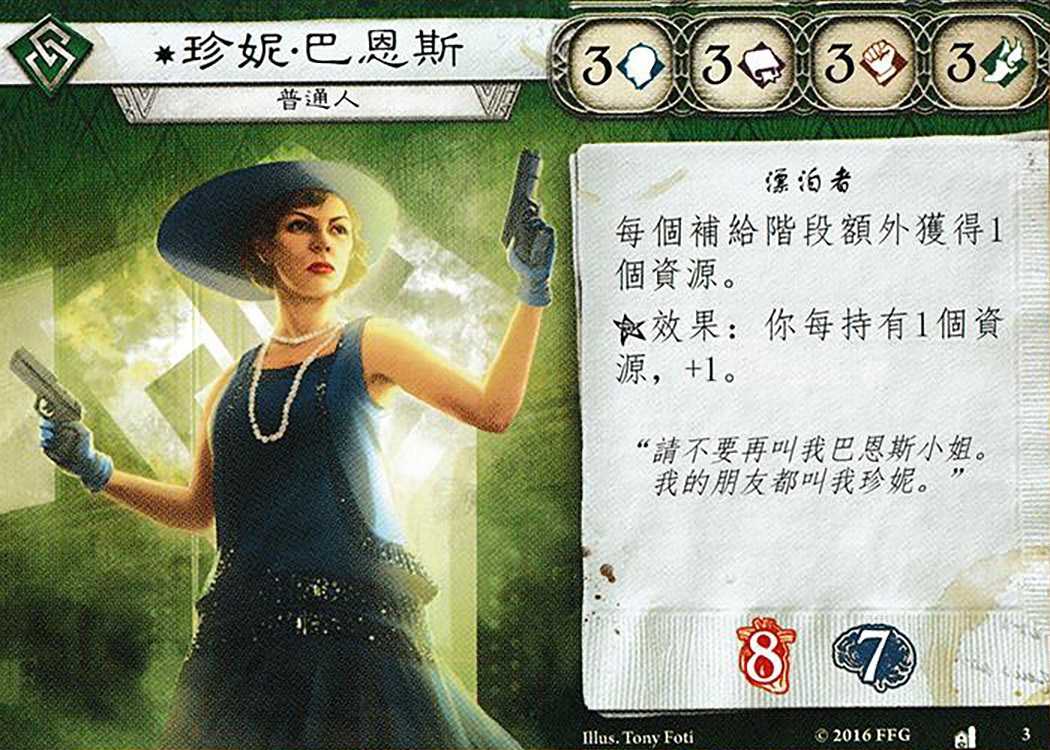 珍妮·巴恩斯
普通人
3 3 3 3
漂泊者
每個補給階段額外獲得1
個資源。
效果：你每持有1個資
源，+1。
“請不要再叫我巴恩斯小姐。
我的朋友都叫我珍妮。”
8 7
Illus. Tony Foti
© 2016 FFG
3